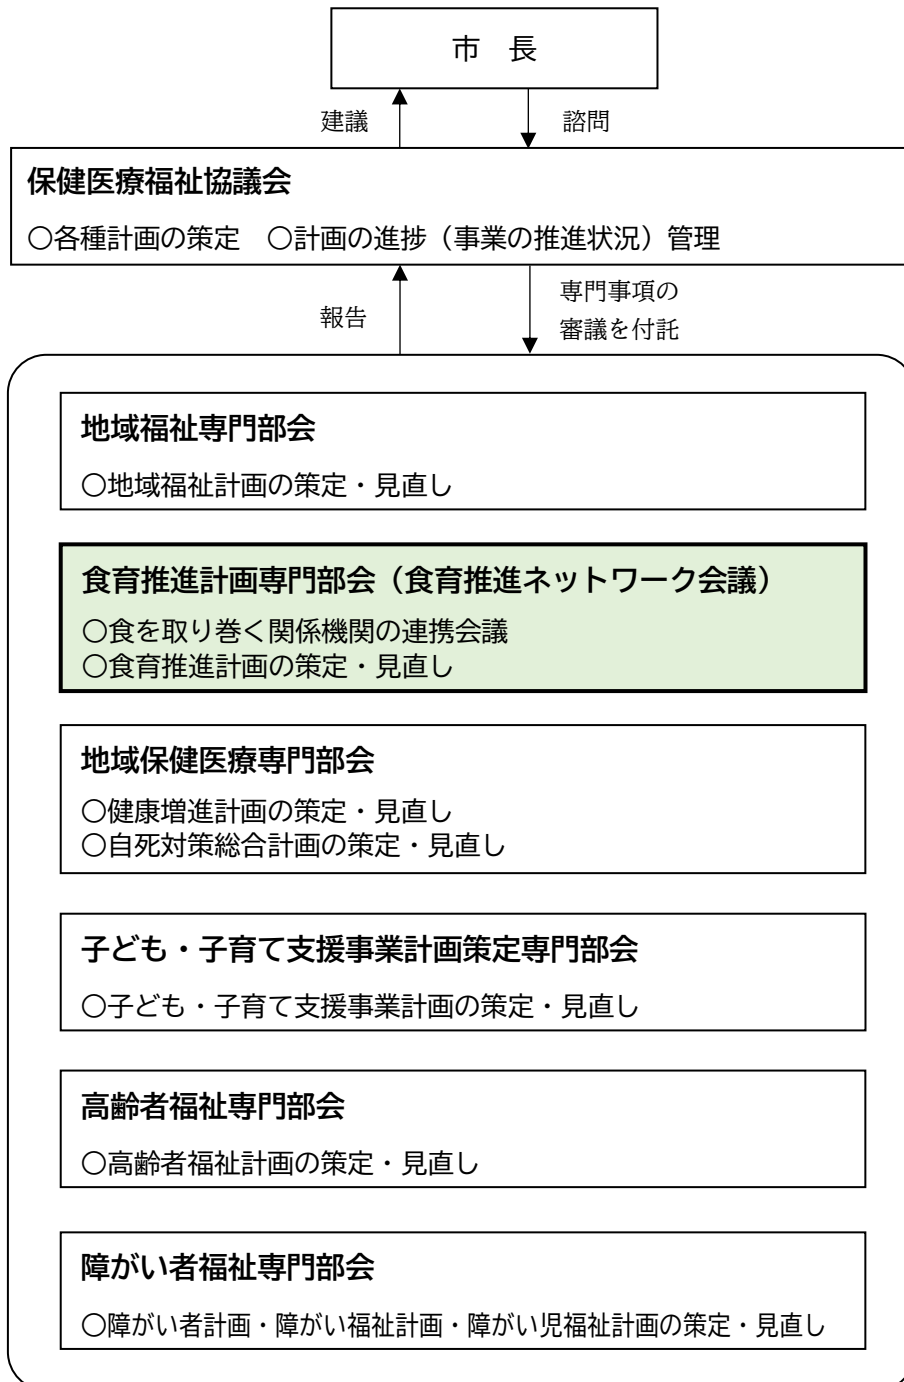 市　長
建議
諮問
保健医療福祉協議会
〇各種計画の策定　〇計画の進捗（事業の推進状況）管理
報告
専門事項の
審議を付託
地域福祉専門部会
〇地域福祉計画の策定・見直し
食育推進計画専門部会（食育推進ネットワーク会議）
〇食を取り巻く関係機関の連携会議
〇食育推進計画の策定・見直し
地域保健医療専門部会
〇健康増進計画の策定・見直し
〇自死対策総合計画の策定・見直し
子ども・子育て支援事業計画策定専門部会
〇子ども・子育て支援事業計画の策定・見直し
高齢者福祉専門部会
〇高齢者福祉計画の策定・見直し
障がい者福祉専門部会
〇障がい者計画・障がい福祉計画・障がい児福祉計画の策定・見直し